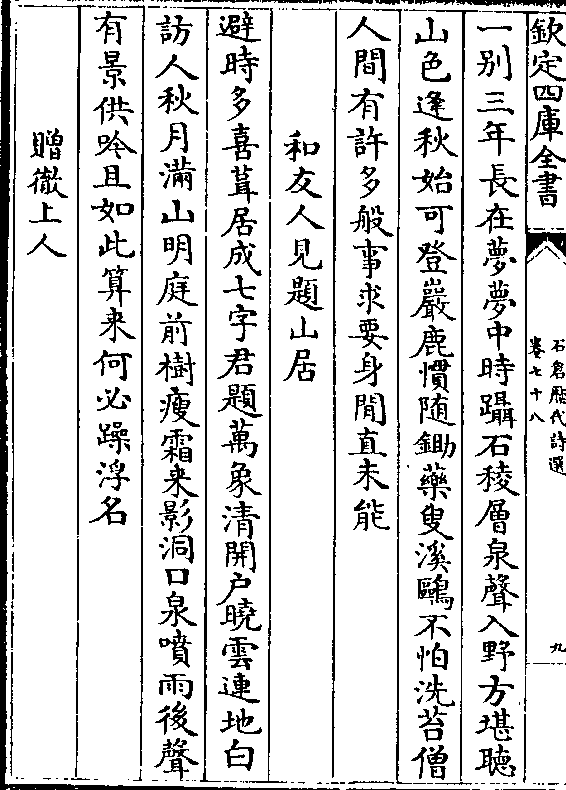 欽定四庫全書
石倉歷代詩選
卷七十八
九
一别三年長在夢夢中時躡石稜層泉聲入野方堪聴
山色逢秋始可登巖鹿慣随鋤藥叟溪鷗不怕洗苔僧
人間有許多般事求要身閒直未能
和友人見題山居
避時多喜葺居成七字君題萬象清開户曉雲連地白
訪人秋月滿山明庭前樹瘦霜来影洞口泉噴雨後聲
有景供吟且如此算来何必躁浮名
贈徹上人